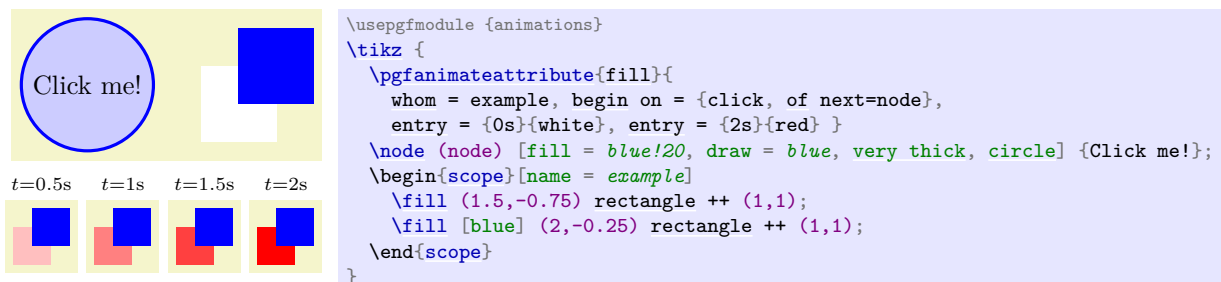 Click me!
t=0.5s t=1s t=1.5s t=2s
\usepgfmodule {animations}
\tikz {
  \pgfanimateattribute{fill}{
    whom = example, begin on = {click, of next=node},
    entry = {0s}{white}, entry = {2s}{red} }
  \node (node) [fill = blue!20, draw = blue, very thick, circle] {Click me!};
  \begin{scope}[name = example]
    \fill (1.5,-0.75) rectangle ++ (1,1);
    \fill [blue] (2,-0.25) rectangle ++ (1,1);
  \end{scope}
}